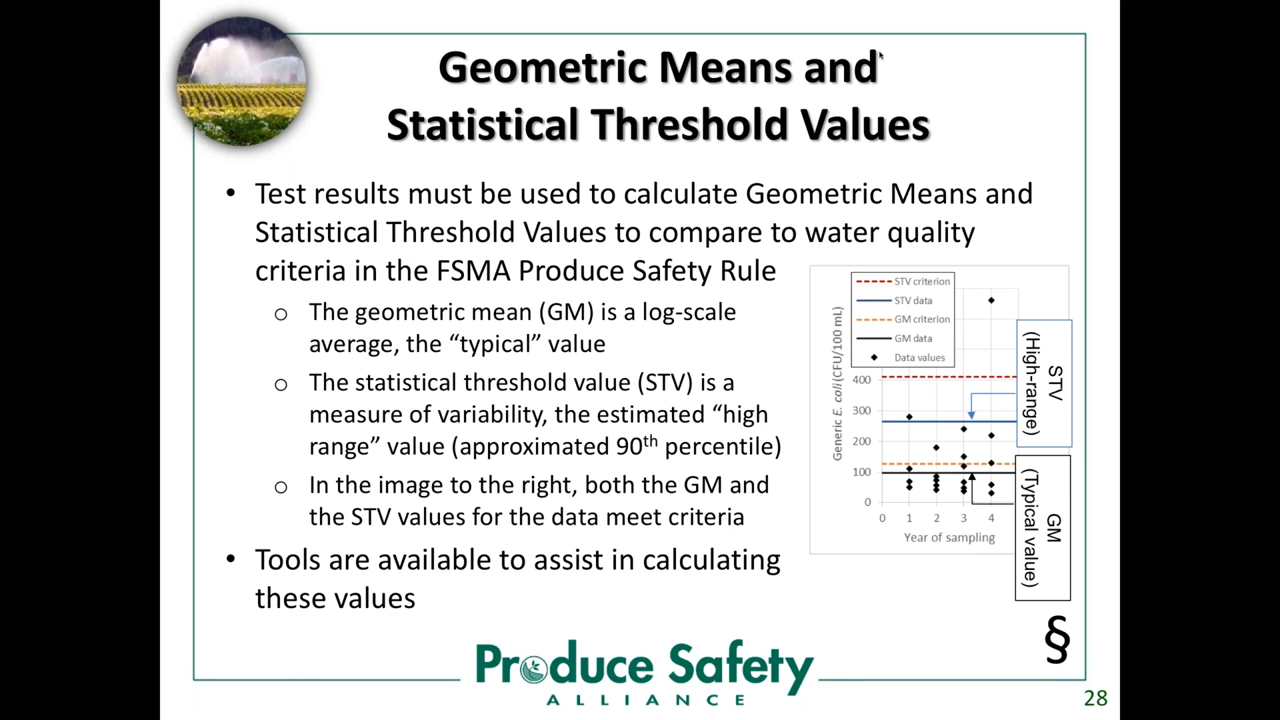 Geometric Means and
Statistical Threshold Values
• Test results must be used to calculate Geometric Means and
Statistical Threshold Values to compare to water quality
criteria in the FSMA Produce Safety Rule
o The geometric mean (GM) is a log-scale
average, the “typical” value
o The statistical threshold value (STV) is a
measure of variability, the estimated “high
range” value (approximated 90th percentile)
o In the image to the right, both the GM and
the STV values for the data meet criteria
• Tools are available to assist in calculating
these values
STV criterion
STV data
GM criterion
GM data
Data values
Generic E. coli (CFU/100 mL)
400
300
200
100
0
0 1 2 3 4
Year of sampling
STV
(High-range)
GM
(Typical value)
§
Produce Safety
ALLIANCE
28